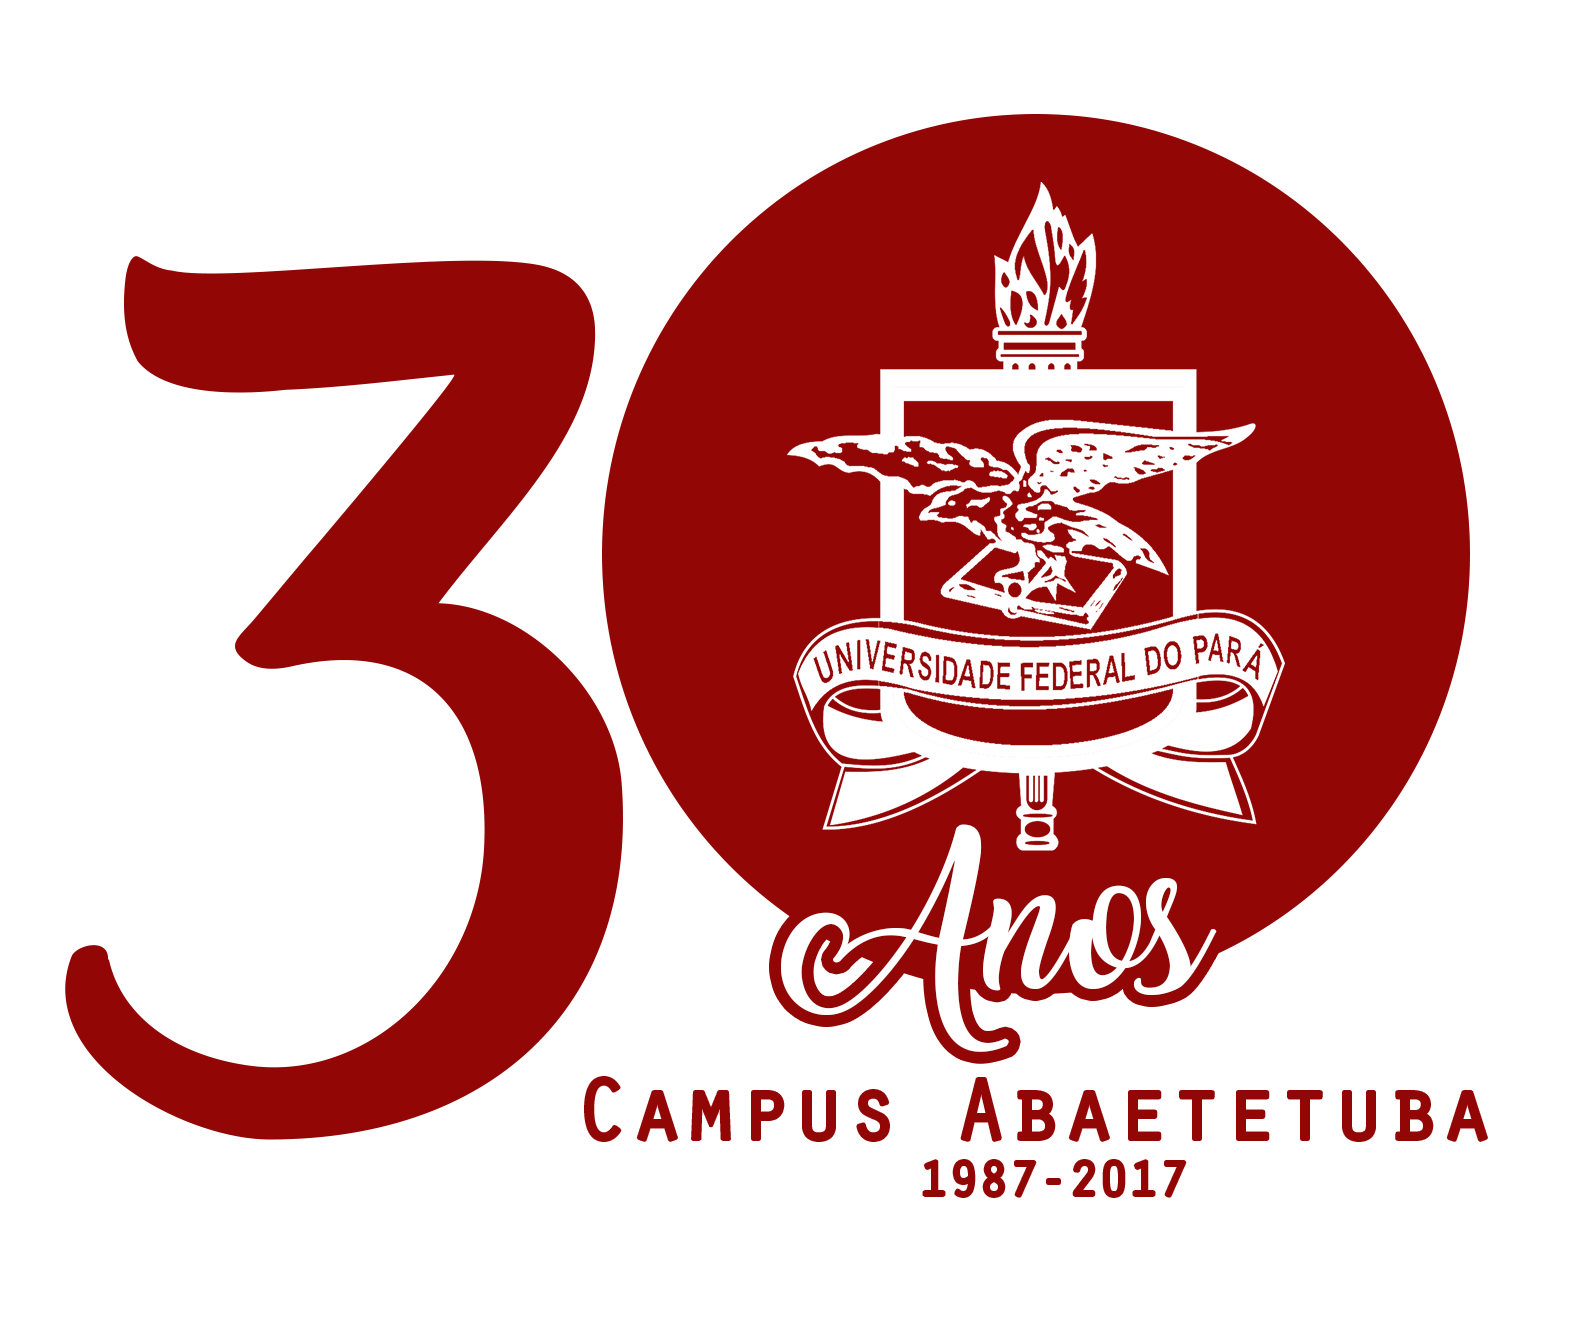 30
UNIVERSIDADE FEDERAL DO PARÁ
Anos
CAMPUS ABAETETUBA
1987-2017